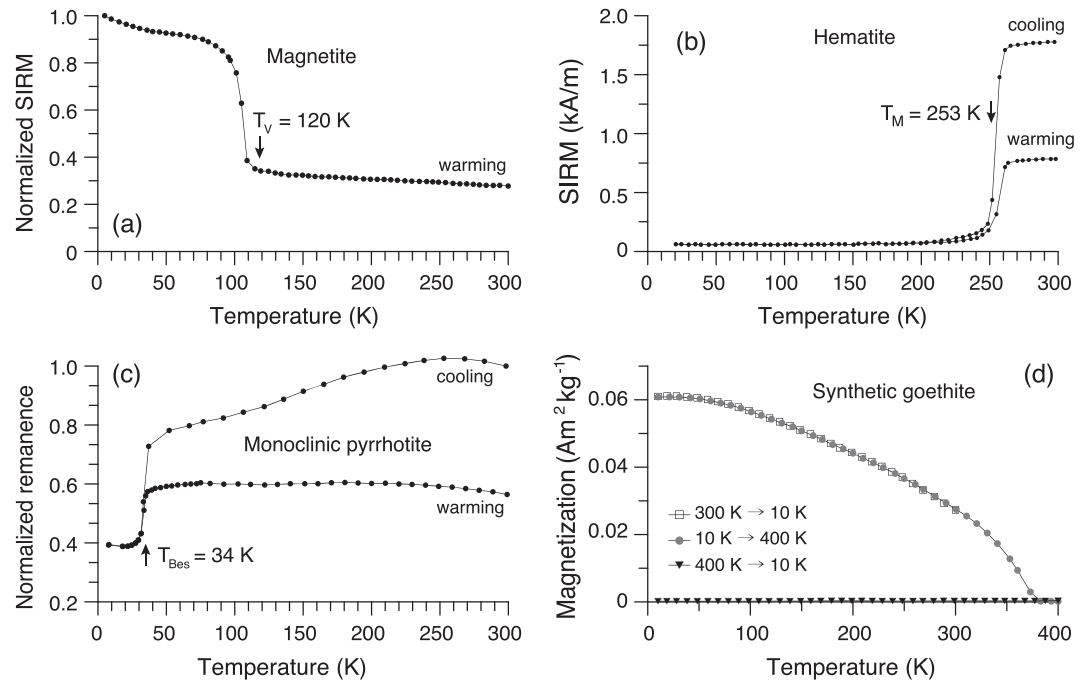 1.0
0.8
0.6
0.4
0.2
0
Normalized SIRM
Magnetite
T_V = 120 K
warming
(a)
0 50 100 150 200 250 300
Temperature (K)
2.0
1.5
1.0
0.5
0
SIRM (kA/m)
(b)
Hematite
cooling
T_M = 253 K
warming
0 50 100 150 200 250 300
Temperature (K)
1.0
0.8
0.6
0.4
0.2
Normalized remanence
(c)
cooling
Monoclinic pyrrhotite
warming
T_Bes = 34 K
0 50 100 150 200 250 300
Temperature (K)
0.06
0.04
0.02
0
Magnetization (Am² kg⁻¹)
Synthetic goethite
(d)
300 K → 10 K
10 K → 400 K
400 K → 10 K
0 100 200 300 400
Temperature (K)